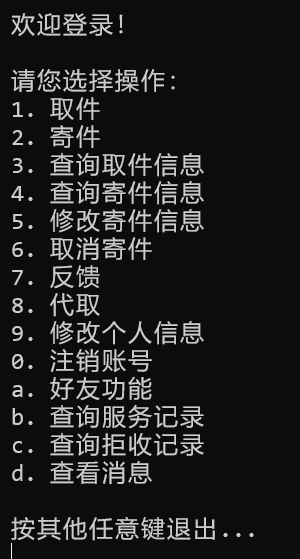 欢迎登录!
请您选择操作:
1. 取件
2. 寄件
3. 查询取件信息
4. 查询寄件信息
5. 修改寄件信息
6. 取消寄件
7. 反馈
8. 代取
9. 修改个人信息
0. 注销账号
a. 好友功能
b. 查询服务记录
c. 查询拒收记录
d. 查看消息
按其他任意键退出...